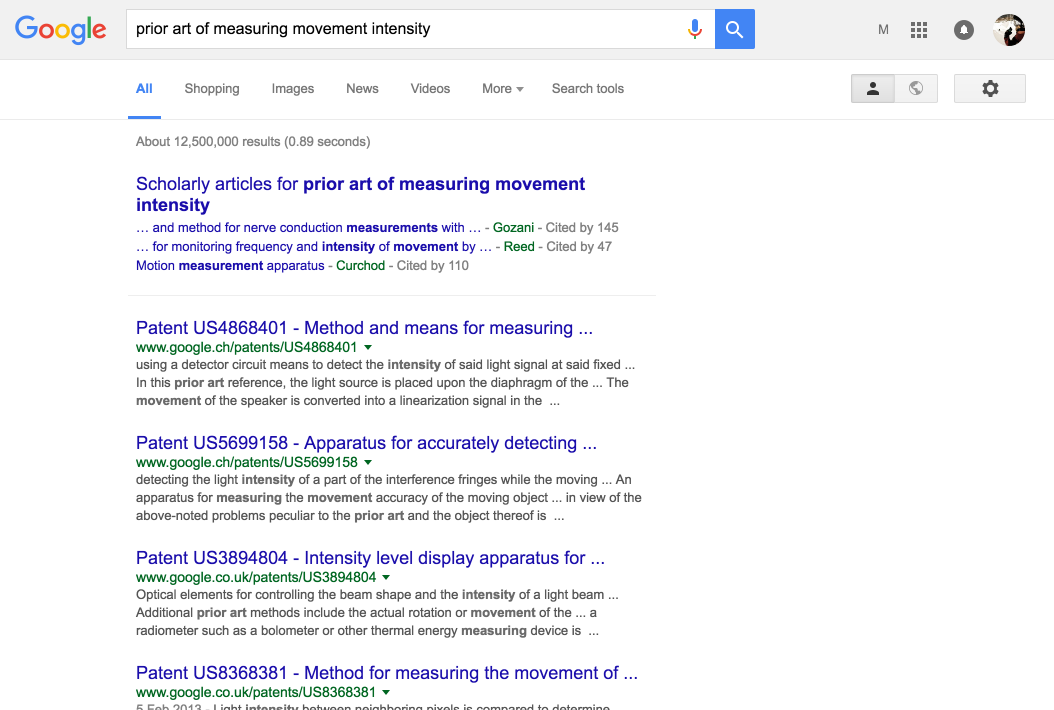 Google
prior art of measuring movement intensity
M
All Shopping Images News Videos More Search tools
About 12,500,000 results (0.89 seconds)
Scholarly articles for prior art of measuring movement
intensity
… and method for nerve conduction measurements with … - Gozani - Cited by 145
… for monitoring frequency and intensity of movement by … - Reed - Cited by 47
Motion measurement apparatus - Curchod - Cited by 110
Patent US4868401 - Method and means for measuring ...
www.google.ch/patents/US4868401
using a detector circuit means to detect the intensity of said light signal at said fixed ...
In this prior art reference, the light source is placed upon the diaphragm of the ... The
movement of the speaker is converted into a linearization signal in the ...
Patent US5699158 - Apparatus for accurately detecting ...
www.google.ch/patents/US5699158
detecting the light intensity of a part of the interference fringes while the moving ... An
apparatus for measuring the movement accuracy of the moving object ... in view of the
above-noted problems peculiar to the prior art and the object thereof is ...
Patent US3894804 - Intensity level display apparatus for ...
www.google.co.uk/patents/US3894804
Optical elements for controlling the beam shape and the intensity of a light beam ...
Additional prior art methods include the actual rotation or movement of the ... a
radiometer such as a bolometer or other thermal energy measuring device is ...
Patent US8368381 - Method for measuring the movement of ...
www.google.co.uk/patents/US8368381
5 Feb 2013 - Light intensity between neighboring pixels is compared to determine